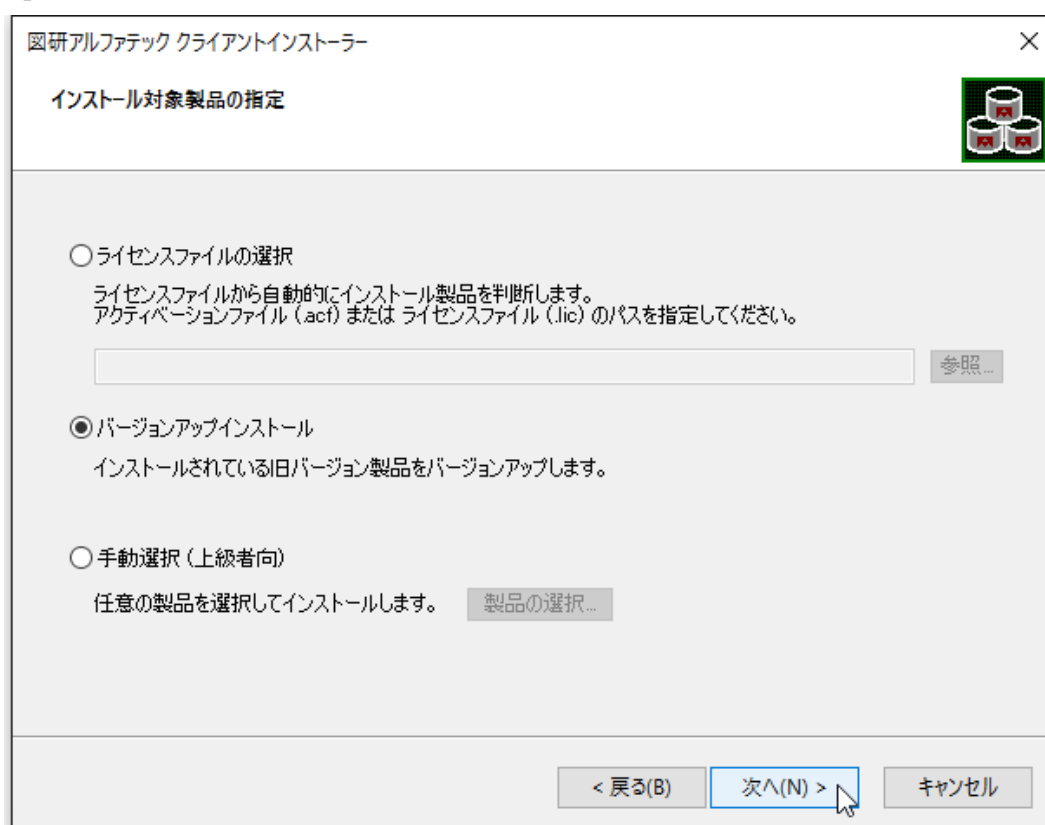 図研アルファテック クライアントインストーラー
インストール対象製品の指定
ライセンスファイルの選択
ライセンスファイルから自動的にインストール製品を判断します。
アクティベーションファイル (.acf) または ライセンスファイル (.lic) のパスを指定してください。
参照...
バージョンアップインストール
インストールされている旧バージョン製品をバージョンアップします。
手動選択 (上級者向)
任意の製品を選択してインストールします。 製品の選択...
< 戻る(B) 次へ(N) > キャンセル